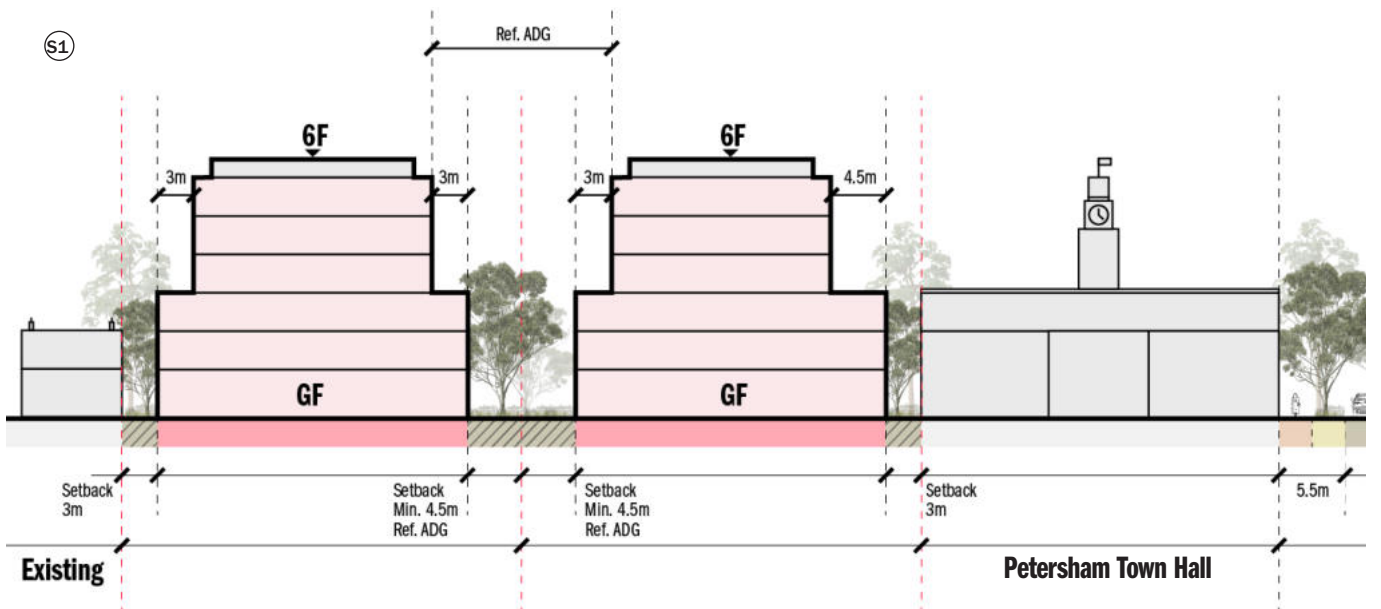 S1
Ref. ADG
6F
6F
3m
3m
3m
4.5m
GF
GF
Setback
3m
Setback
Min. 4.5m
Ref. ADG
Setback
Min. 4.5m
Ref. ADG
Setback
3m
5.5m
Existing
Petersham Town Hall